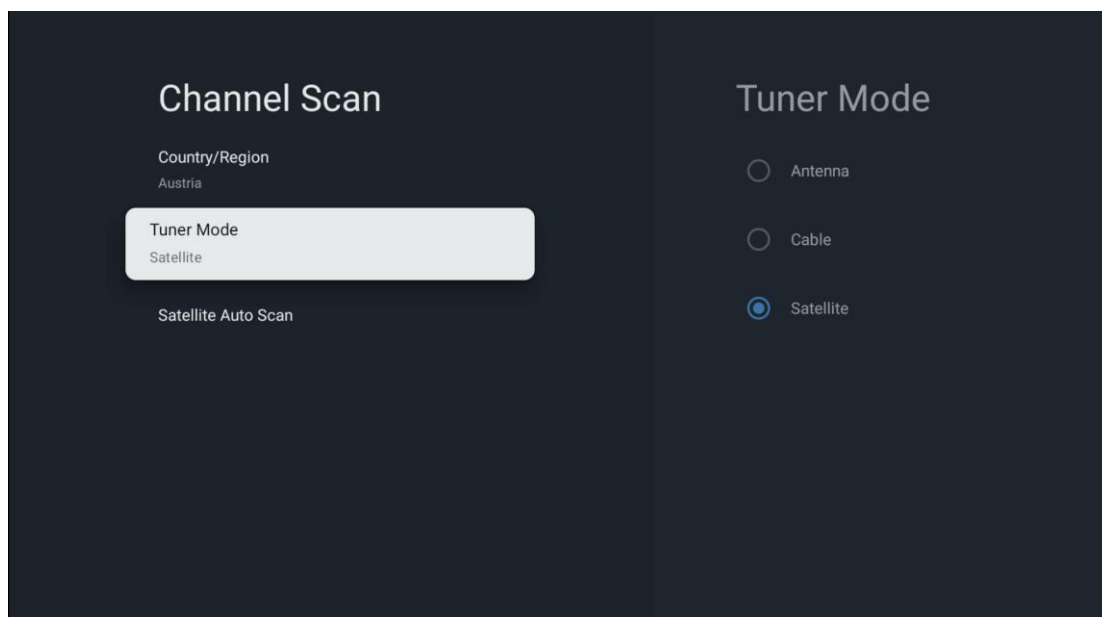 Channel Scan
Country/Region
Austria
Tuner Mode
Satellite
Satellite Auto Scan
Tuner Mode
Antenna
Cable
Satellite